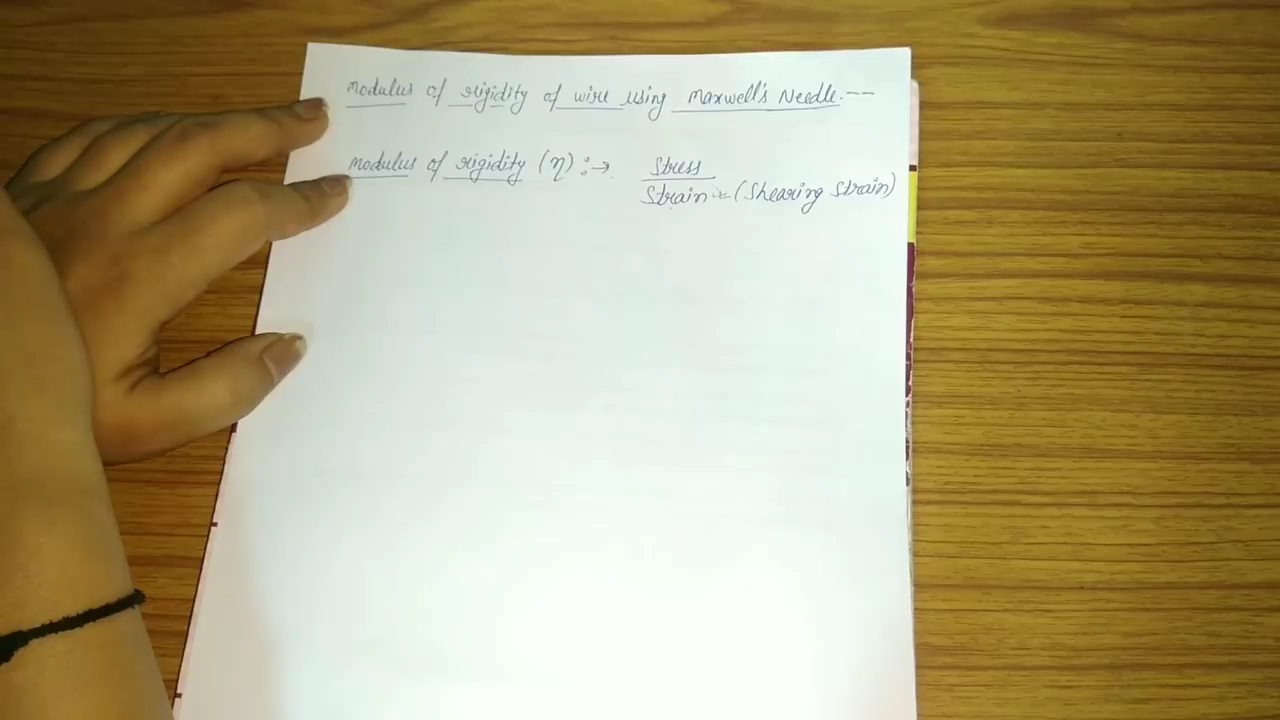 Modulus of rigidity of wire using Maxwell's Needle.--
Modulus of rigidity (η) :→ Stress
Strain → (Shearing Strain)